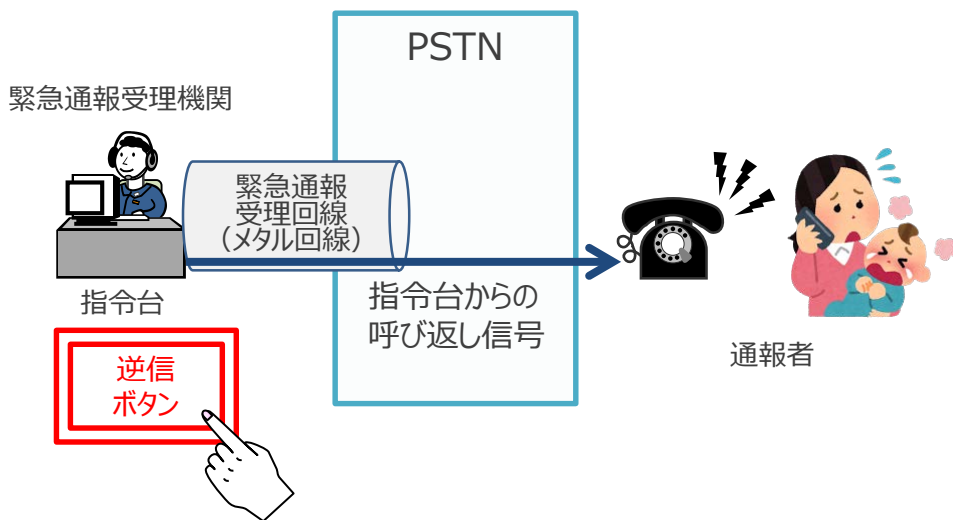 PSTN
緊急通報受理機関
緊急通報
受理回線
（メタル回線）
指令台
指令台からの
呼び返し信号
通報者
逆信
ボタン